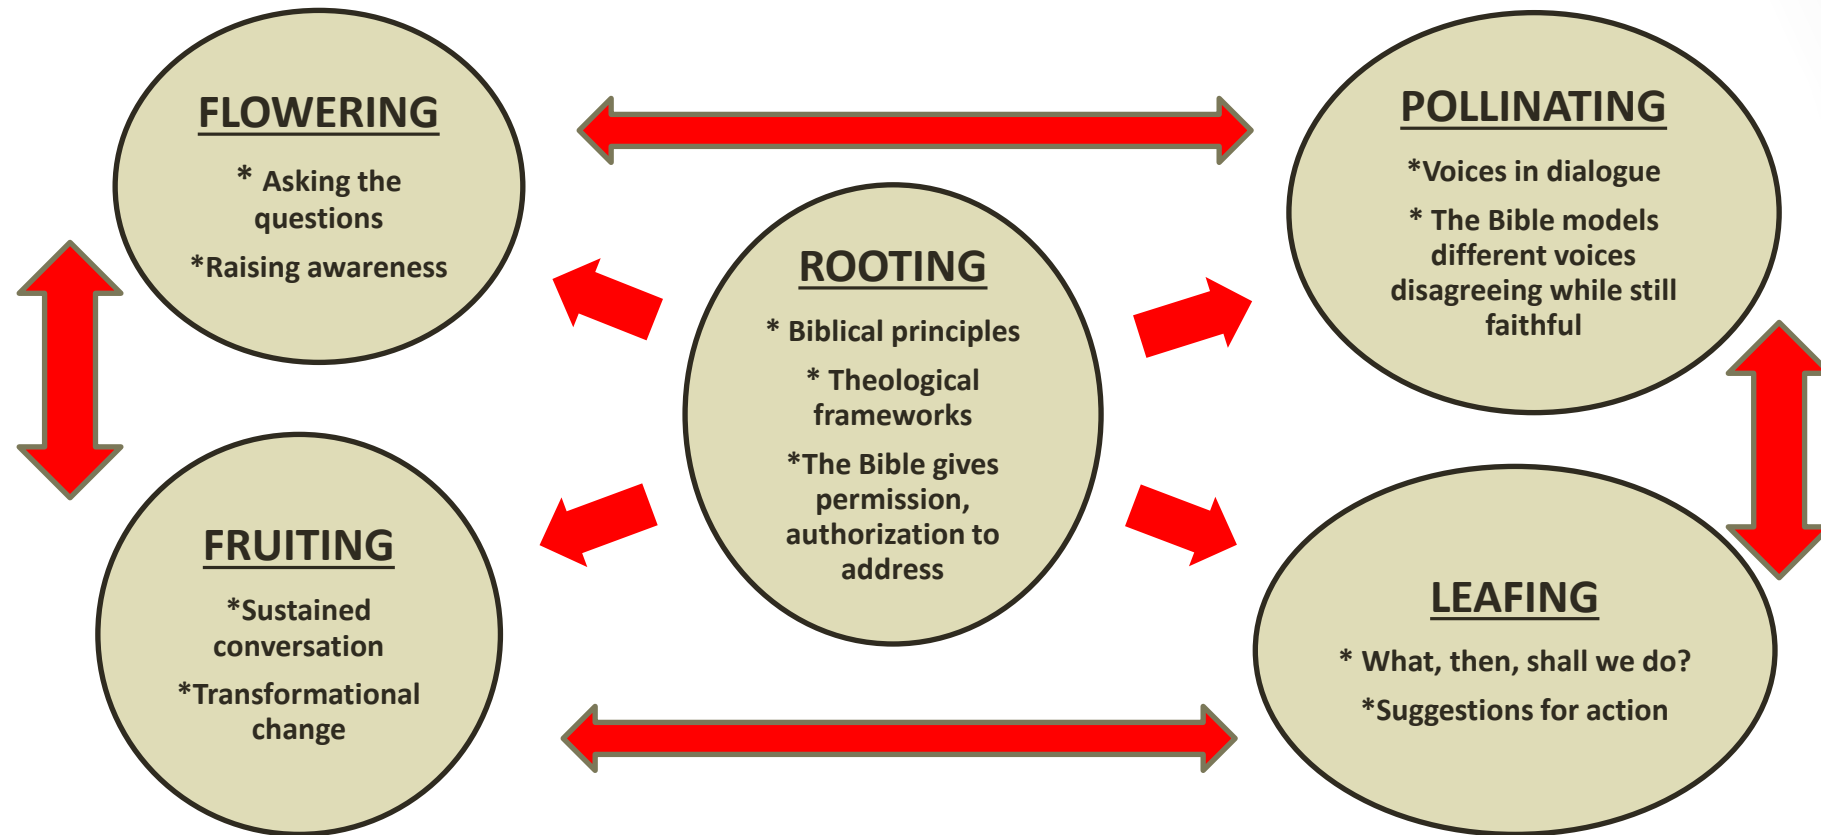 FLOWERING
* Asking the
questions
*Raising awareness
POLLINATING
*Voices in dialogue
* The Bible models
different voices
disagreeing while still
faithful
ROOTING
* Biblical principles
* Theological
frameworks
*The Bible gives
permission,
authorization to
address
FRUITING
*Sustained
conversation
*Transformational
change
LEAFING
* What, then, shall we do?
*Suggestions for action